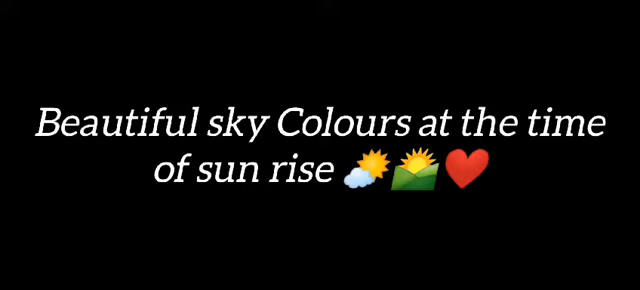 Beautiful sky Colours at the time
of sun rise 🌤️🌄❤️